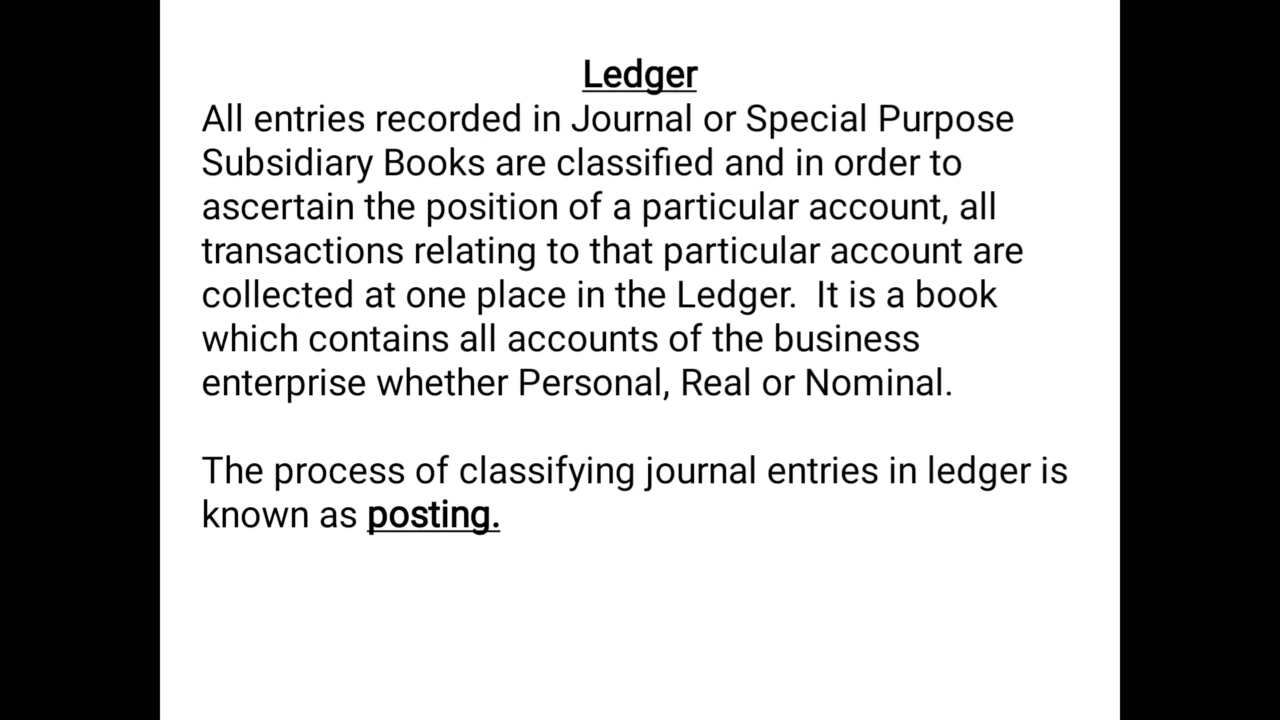 Ledger
All entries recorded in Journal or Special Purpose
Subsidiary Books are classified and in order to
ascertain the position of a particular account, all
transactions relating to that particular account are
collected at one place in the Ledger.  It is a book
which contains all accounts of the business
enterprise whether Personal, Real or Nominal.
The process of classifying journal entries in ledger is
known as posting.